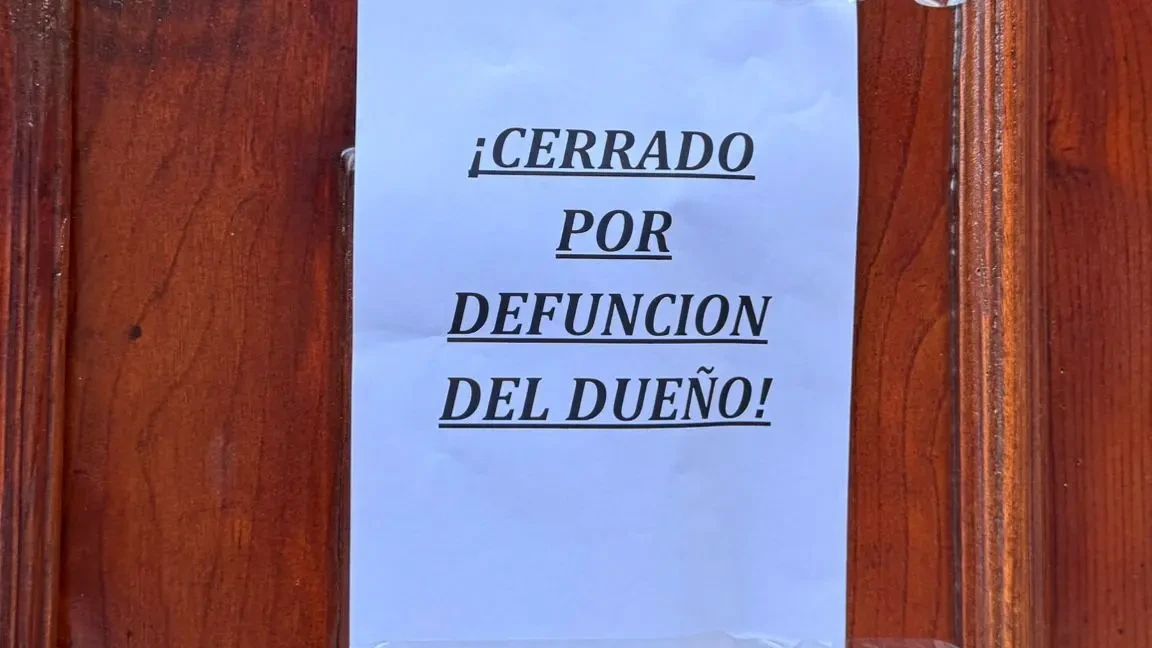 ¡CERRADO
POR
DEFUNCION
DEL DUEÑO!